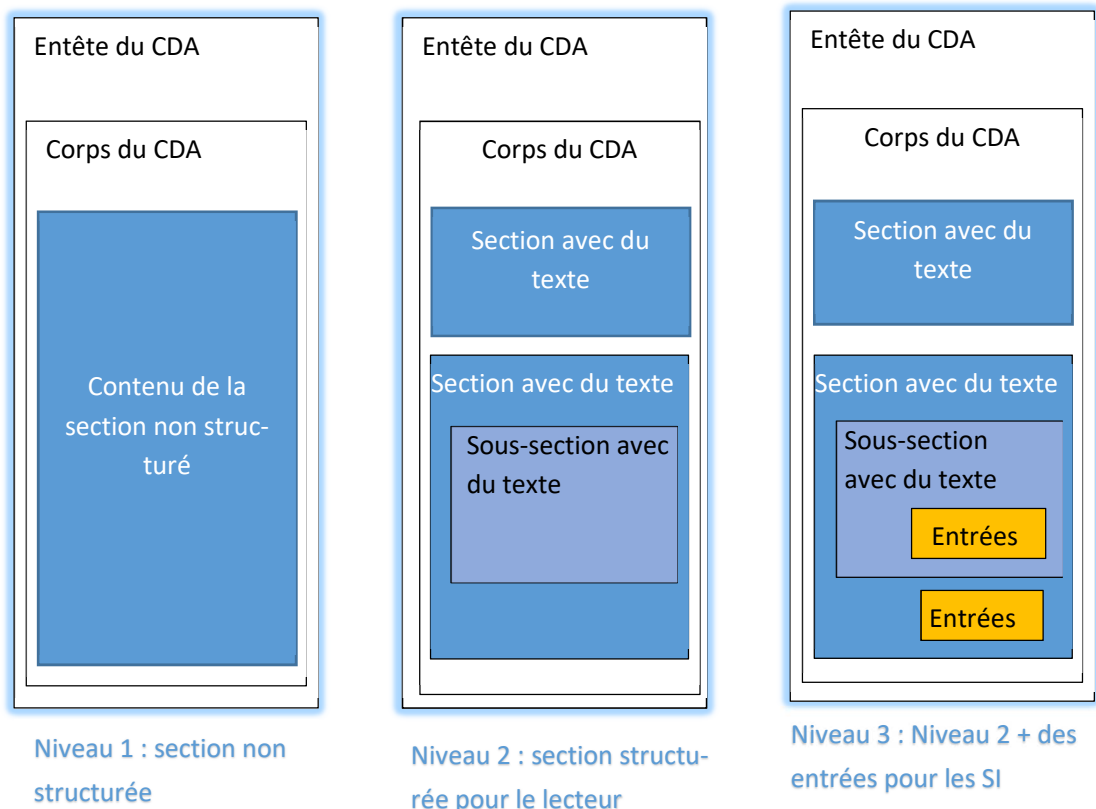 Entête du CDA
Corps du CDA
Contenu de la
section non struc-
turé
Niveau 1 : section non
structurée
Entête du CDA
Corps du CDA
Section avec du
texte
Section avec du texte
Sous-section avec
du texte
Niveau 2 : section structu-
rée pour le lecteur
Entête du CDA
Corps du CDA
Section avec du
texte
Section avec du texte
Sous-section
avec du texte
Entrées
Entrées
Niveau 3 : Niveau 2 + des
entrées pour les SI